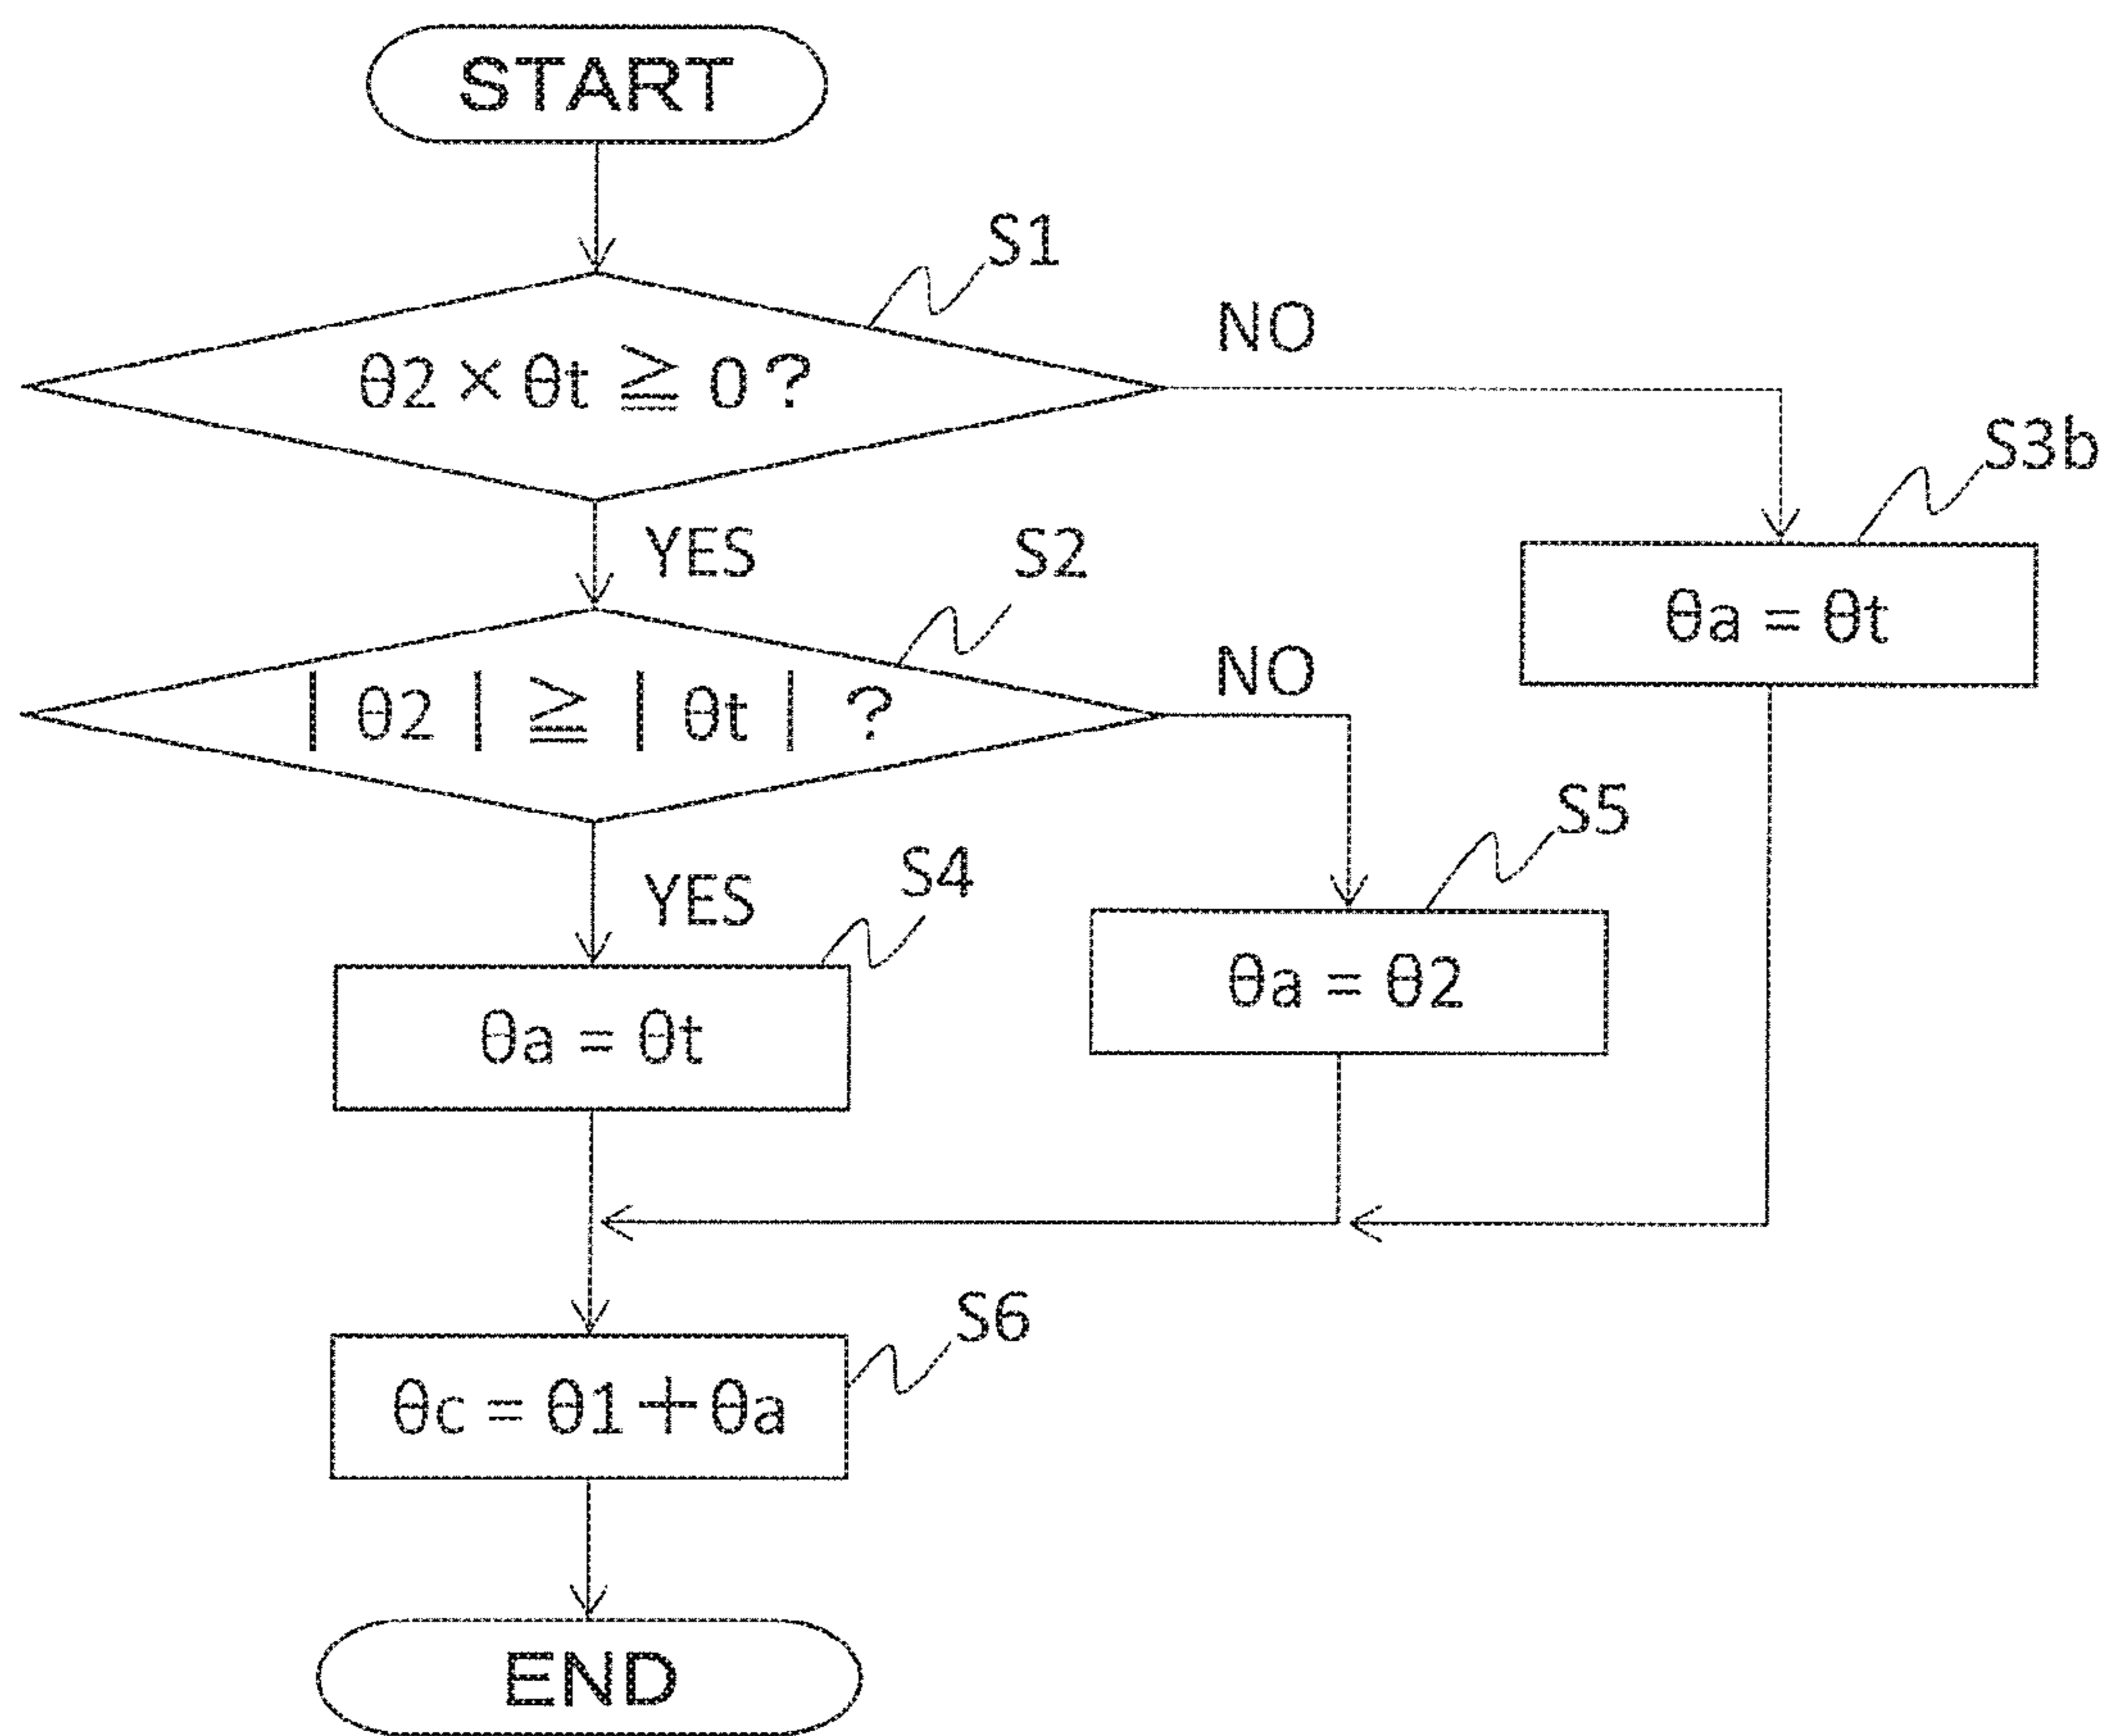 START
S1
θ2 × θt ≧ 0 ?
NO
S3b
YES
S2
θa = θt
NO
| θ2 | ≧ | θt | ?
S5
S4
YES
θa = θ2
θa = θt
S6
θc = θ1 + θa
END